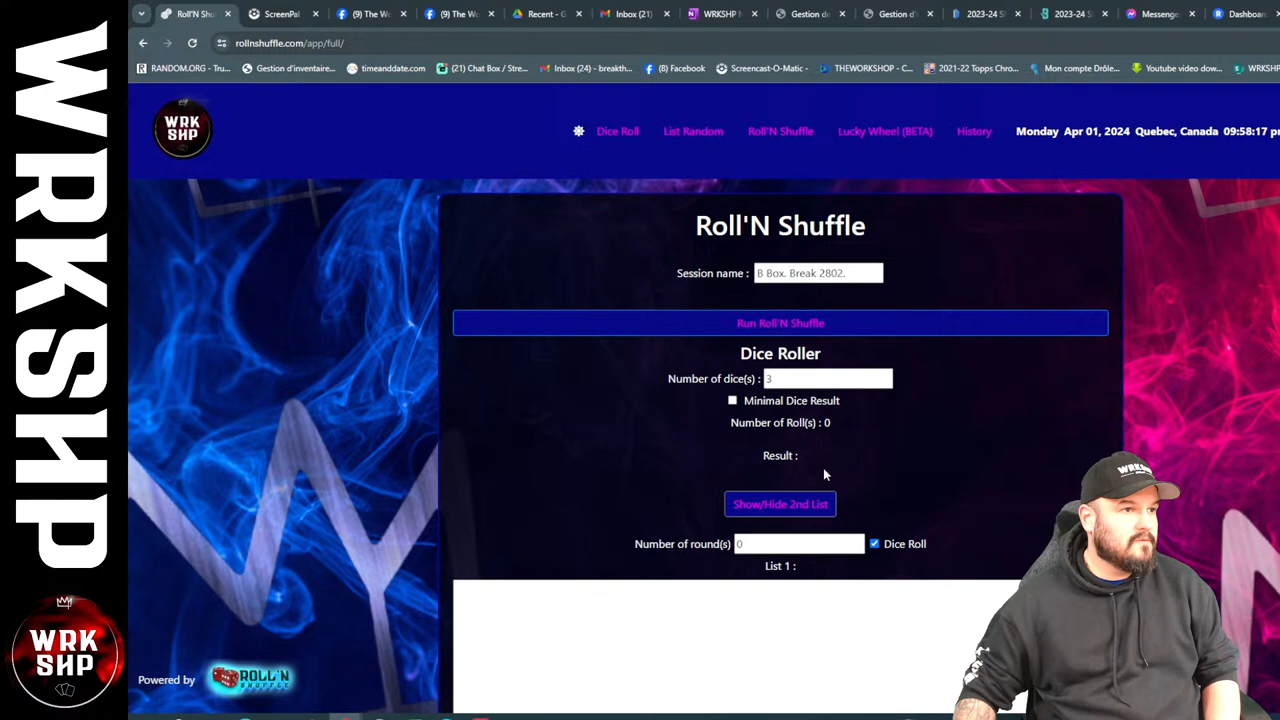 WRKSHP
WRK
SHP
Roll'N Sh
ScreenPal
(9) The W
(9) The W
Recent - G
Inbox (21)
WRKSHP
Gestion d
Gestion d'
2023-24 S
2023-24 S
Messenge
Dashboar
rollnshuffle.com/app/full/
RANDOM.ORG - Tru...
Gestion d'inventaire...
timeanddate.com
(21) Chat Box / Stre...
Inbox (24) - breakth...
(8) Facebook
Screencast-O-Matic -
THEWORKSHOP - C...
2021-22 Topps Chro...
Mon compte Drôle...
Youtube video dow...
WRKSHP
WRK
SHP
Dice Roll
List Random
Roll'N Shuffle
Lucky Wheel (BETA)
History
Monday Apr 01, 2024 Quebec, Canada 09:58:17 p
Roll'N Shuffle
Session name : B Box. Break 2802.
Run Roll'N Shuffle
Dice Roller
Number of dice(s) : 3
Minimal Dice Result
Number of Roll(s) : 0
Result :
Show/Hide 2nd List
Number of round(s) 0 Dice Roll
List 1 :
Powered by ROLL'N
SHUFFLE
WRKSHP